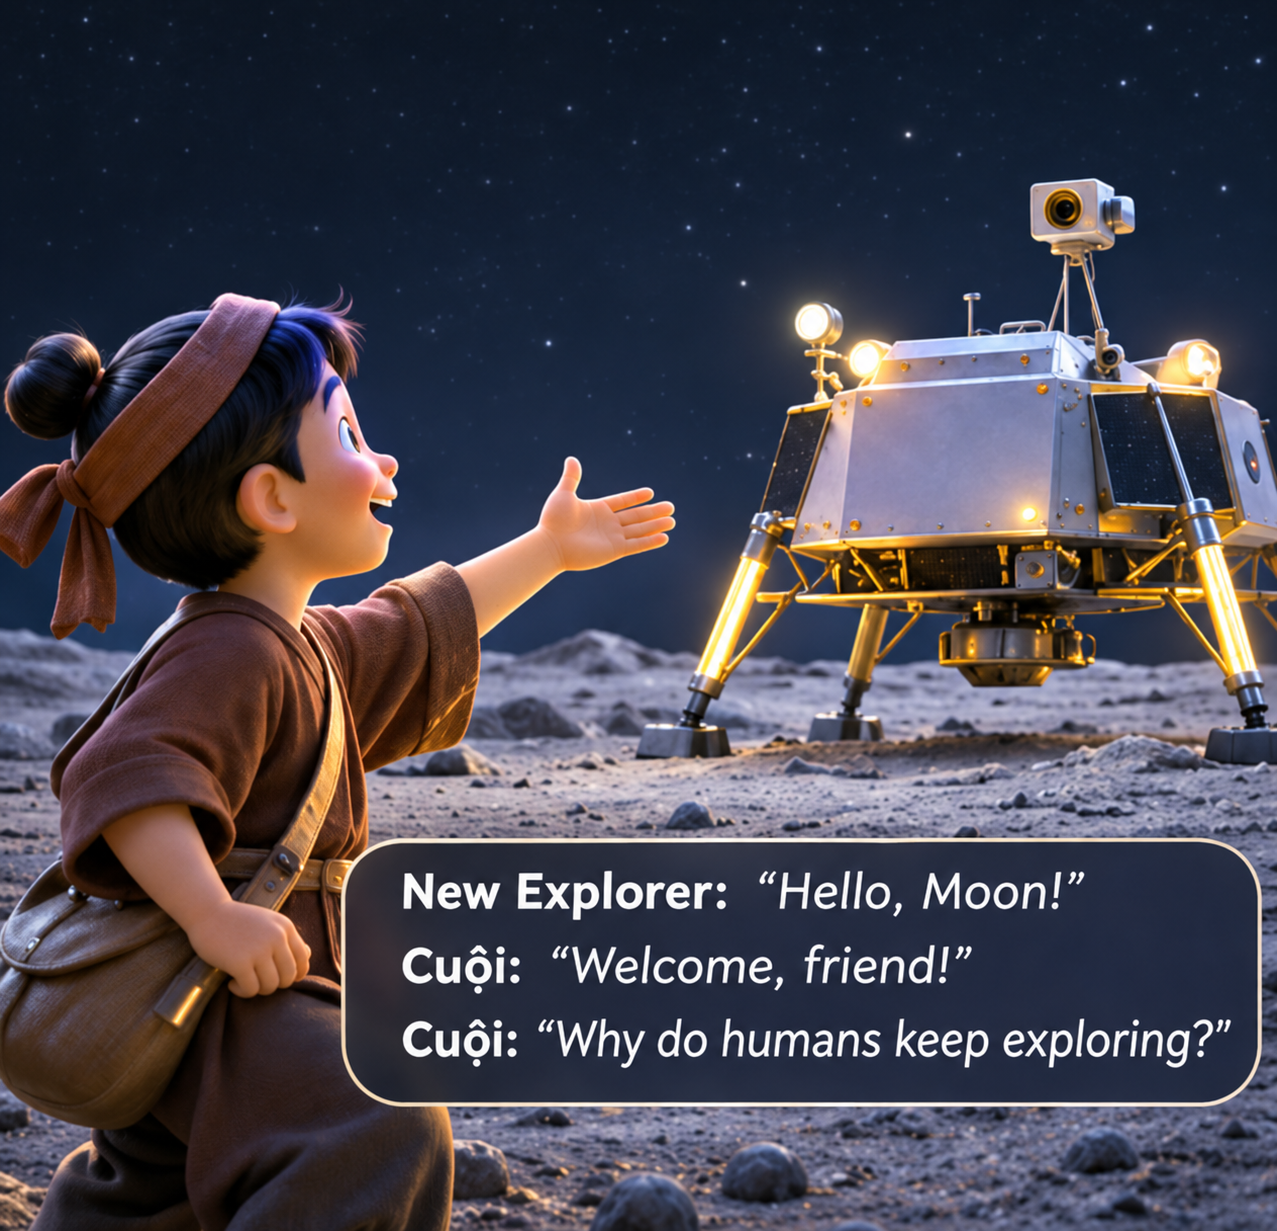 New Explorer: “Hello, Moon!”
Cuội: “Welcome, friend!”
Cuội: “Why do humans keep exploring?”